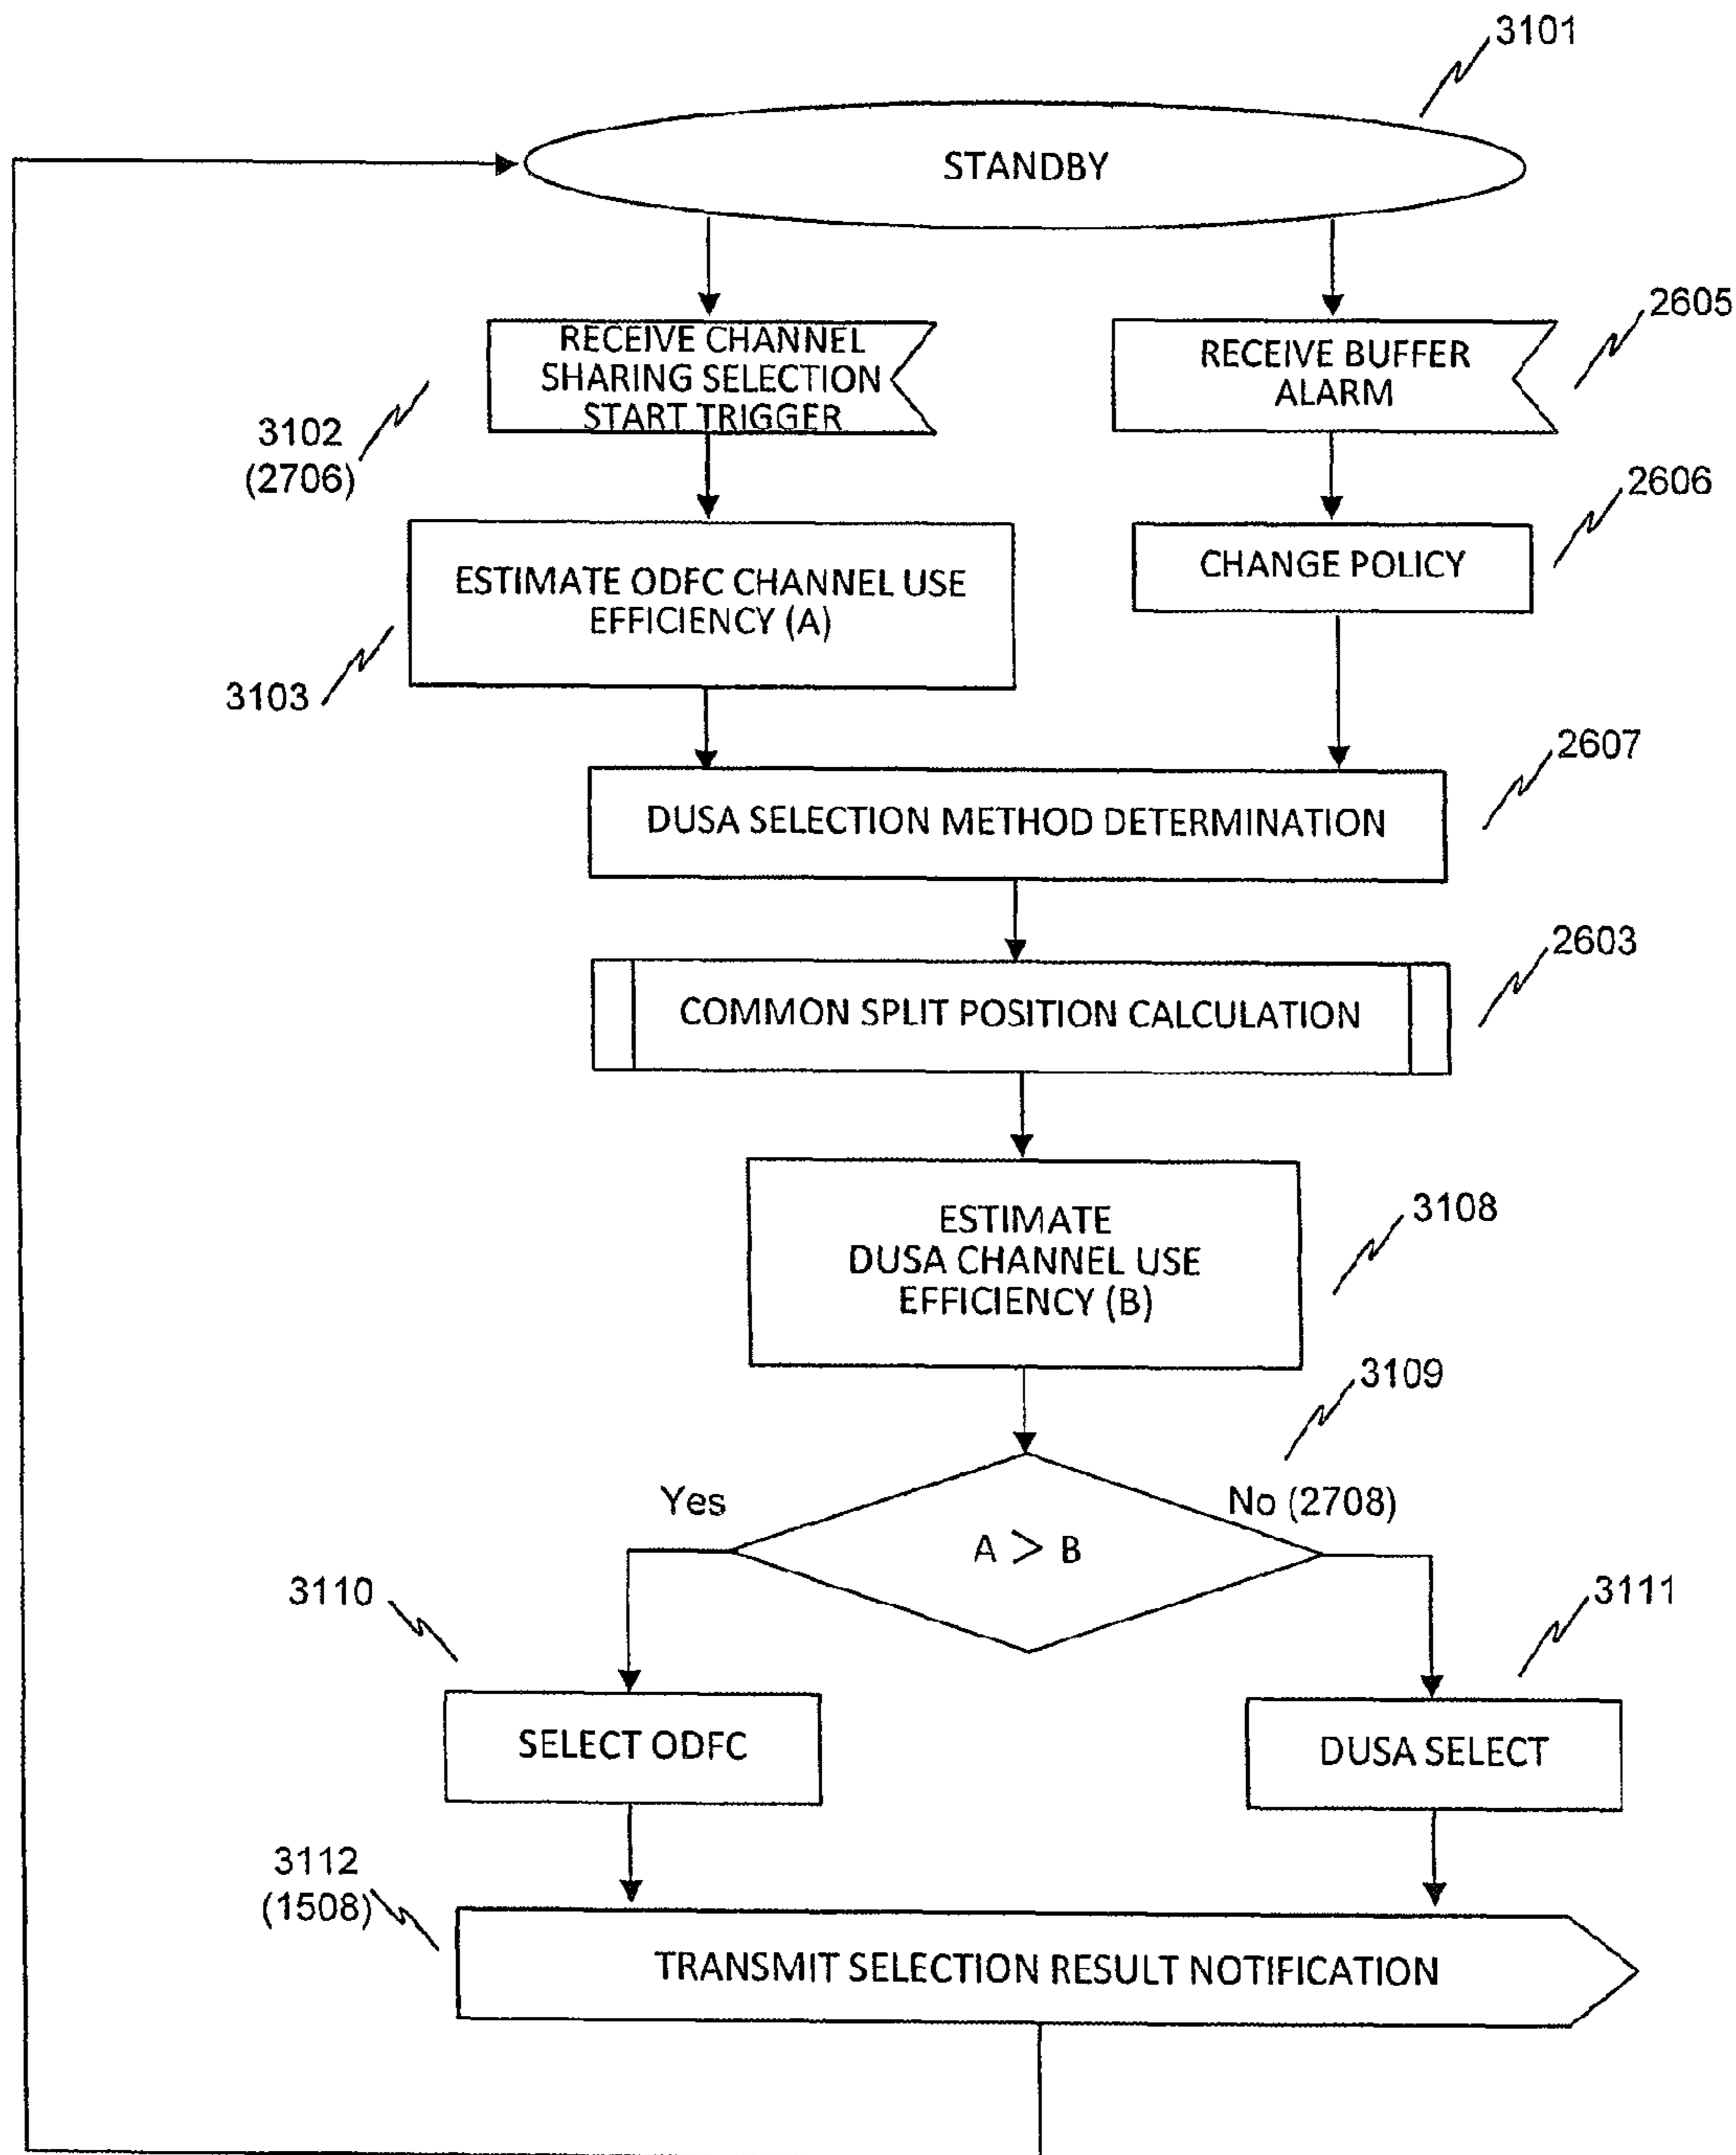 3101
STANDBY
RECEIVE CHANNEL
SHARING SELECTION
START TRIGGER
3102
(2706)
RECEIVE BUFFER
ALARM
2605
ESTIMATE ODFC CHANNEL USE
EFFICIENCY (A)
3103
CHANGE POLICY
2606
DUSA SELECTION METHOD DETERMINATION
2607
COMMON SPLIT POSITION CALCULATION
2603
ESTIMATE
DUSA CHANNEL USE
EFFICIENCY (B)
3108
3109
Yes
No (2708)
A > B
3110
SELECT ODFC
3111
DUSA SELECT
3112
(1508)
TRANSMIT SELECTION RESULT NOTIFICATION